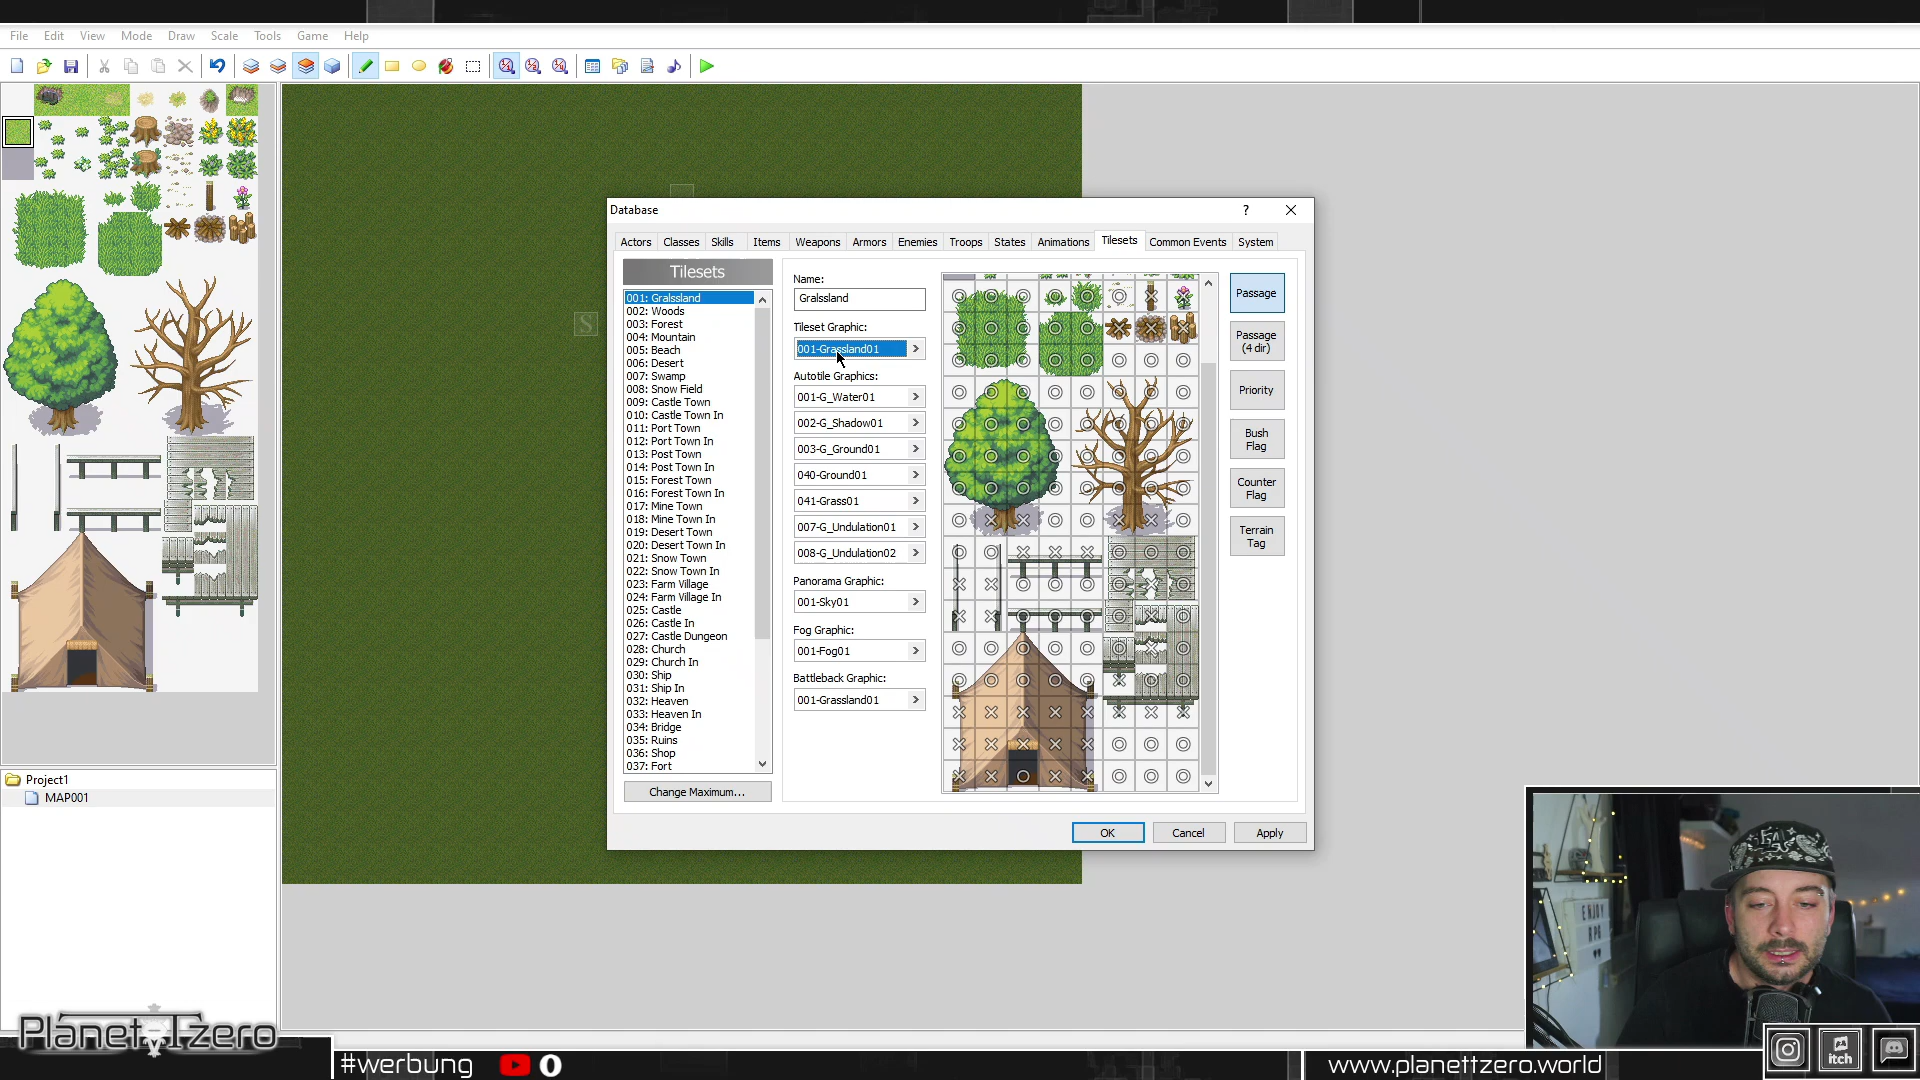 File Edit View Mode Draw Scale Tools Game Help
S
Project1
MAP001
Database
?
Actors Classes Skills Items Weapons Armors Enemies Troops States Animations Tilesets Common Events System
Tilesets
001: Gralssland
002: Woods
003: Forest
004: Mountain
005: Beach
006: Desert
007: Swamp
008: Snow Field
009: Castle Town
010: Castle Town In
011: Port Town
012: Port Town In
013: Post Town
014: Post Town In
015: Forest Town
016: Forest Town In
017: Mine Town
018: Mine Town In
019: Desert Town
020: Desert Town In
021: Snow Town
022: Snow Town In
023: Farm Village
024: Farm Village In
025: Castle
026: Castle In
027: Castle Dungeon
028: Church
029: Church In
030: Ship
031: Ship In
032: Heaven
033: Heaven In
034: Bridge
035: Ruins
036: Shop
037: Fort
Change Maximum...
Name:
Gralssland
Tileset Graphic:
001-Grassland01
Autotile Graphics:
001-G_Water01
002-G_Shadow01
003-G_Ground01
040-Ground01
041-Grass01
007-G_Undulation01
008-G_Undulation02
Panorama Graphic:
001-Sky01
Fog Graphic:
001-Fog01
Battleback Graphic:
001-Grassland01
Passage
Passage
(4 dir)
Priority
Bush
Flag
Counter
Flag
Terrain
Tag
OK Cancel Apply
ENJOY
RPG
PlanetTzero
#werbung
0
www.planettzero.world
itch